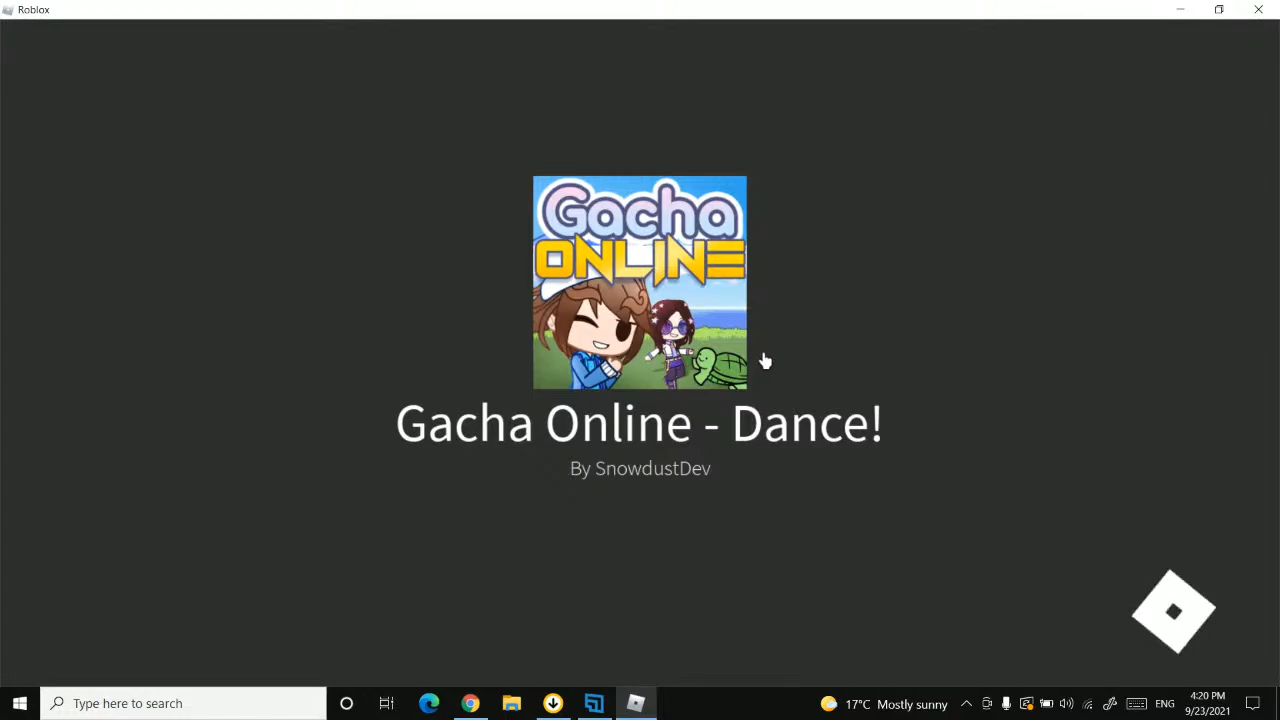 Roblox
Gacha
ONLINE
Gacha Online - Dance!
By SnowdustDev
Type here to search
17°C Mostly sunny
ENG
4:20 PM
9/23/2021